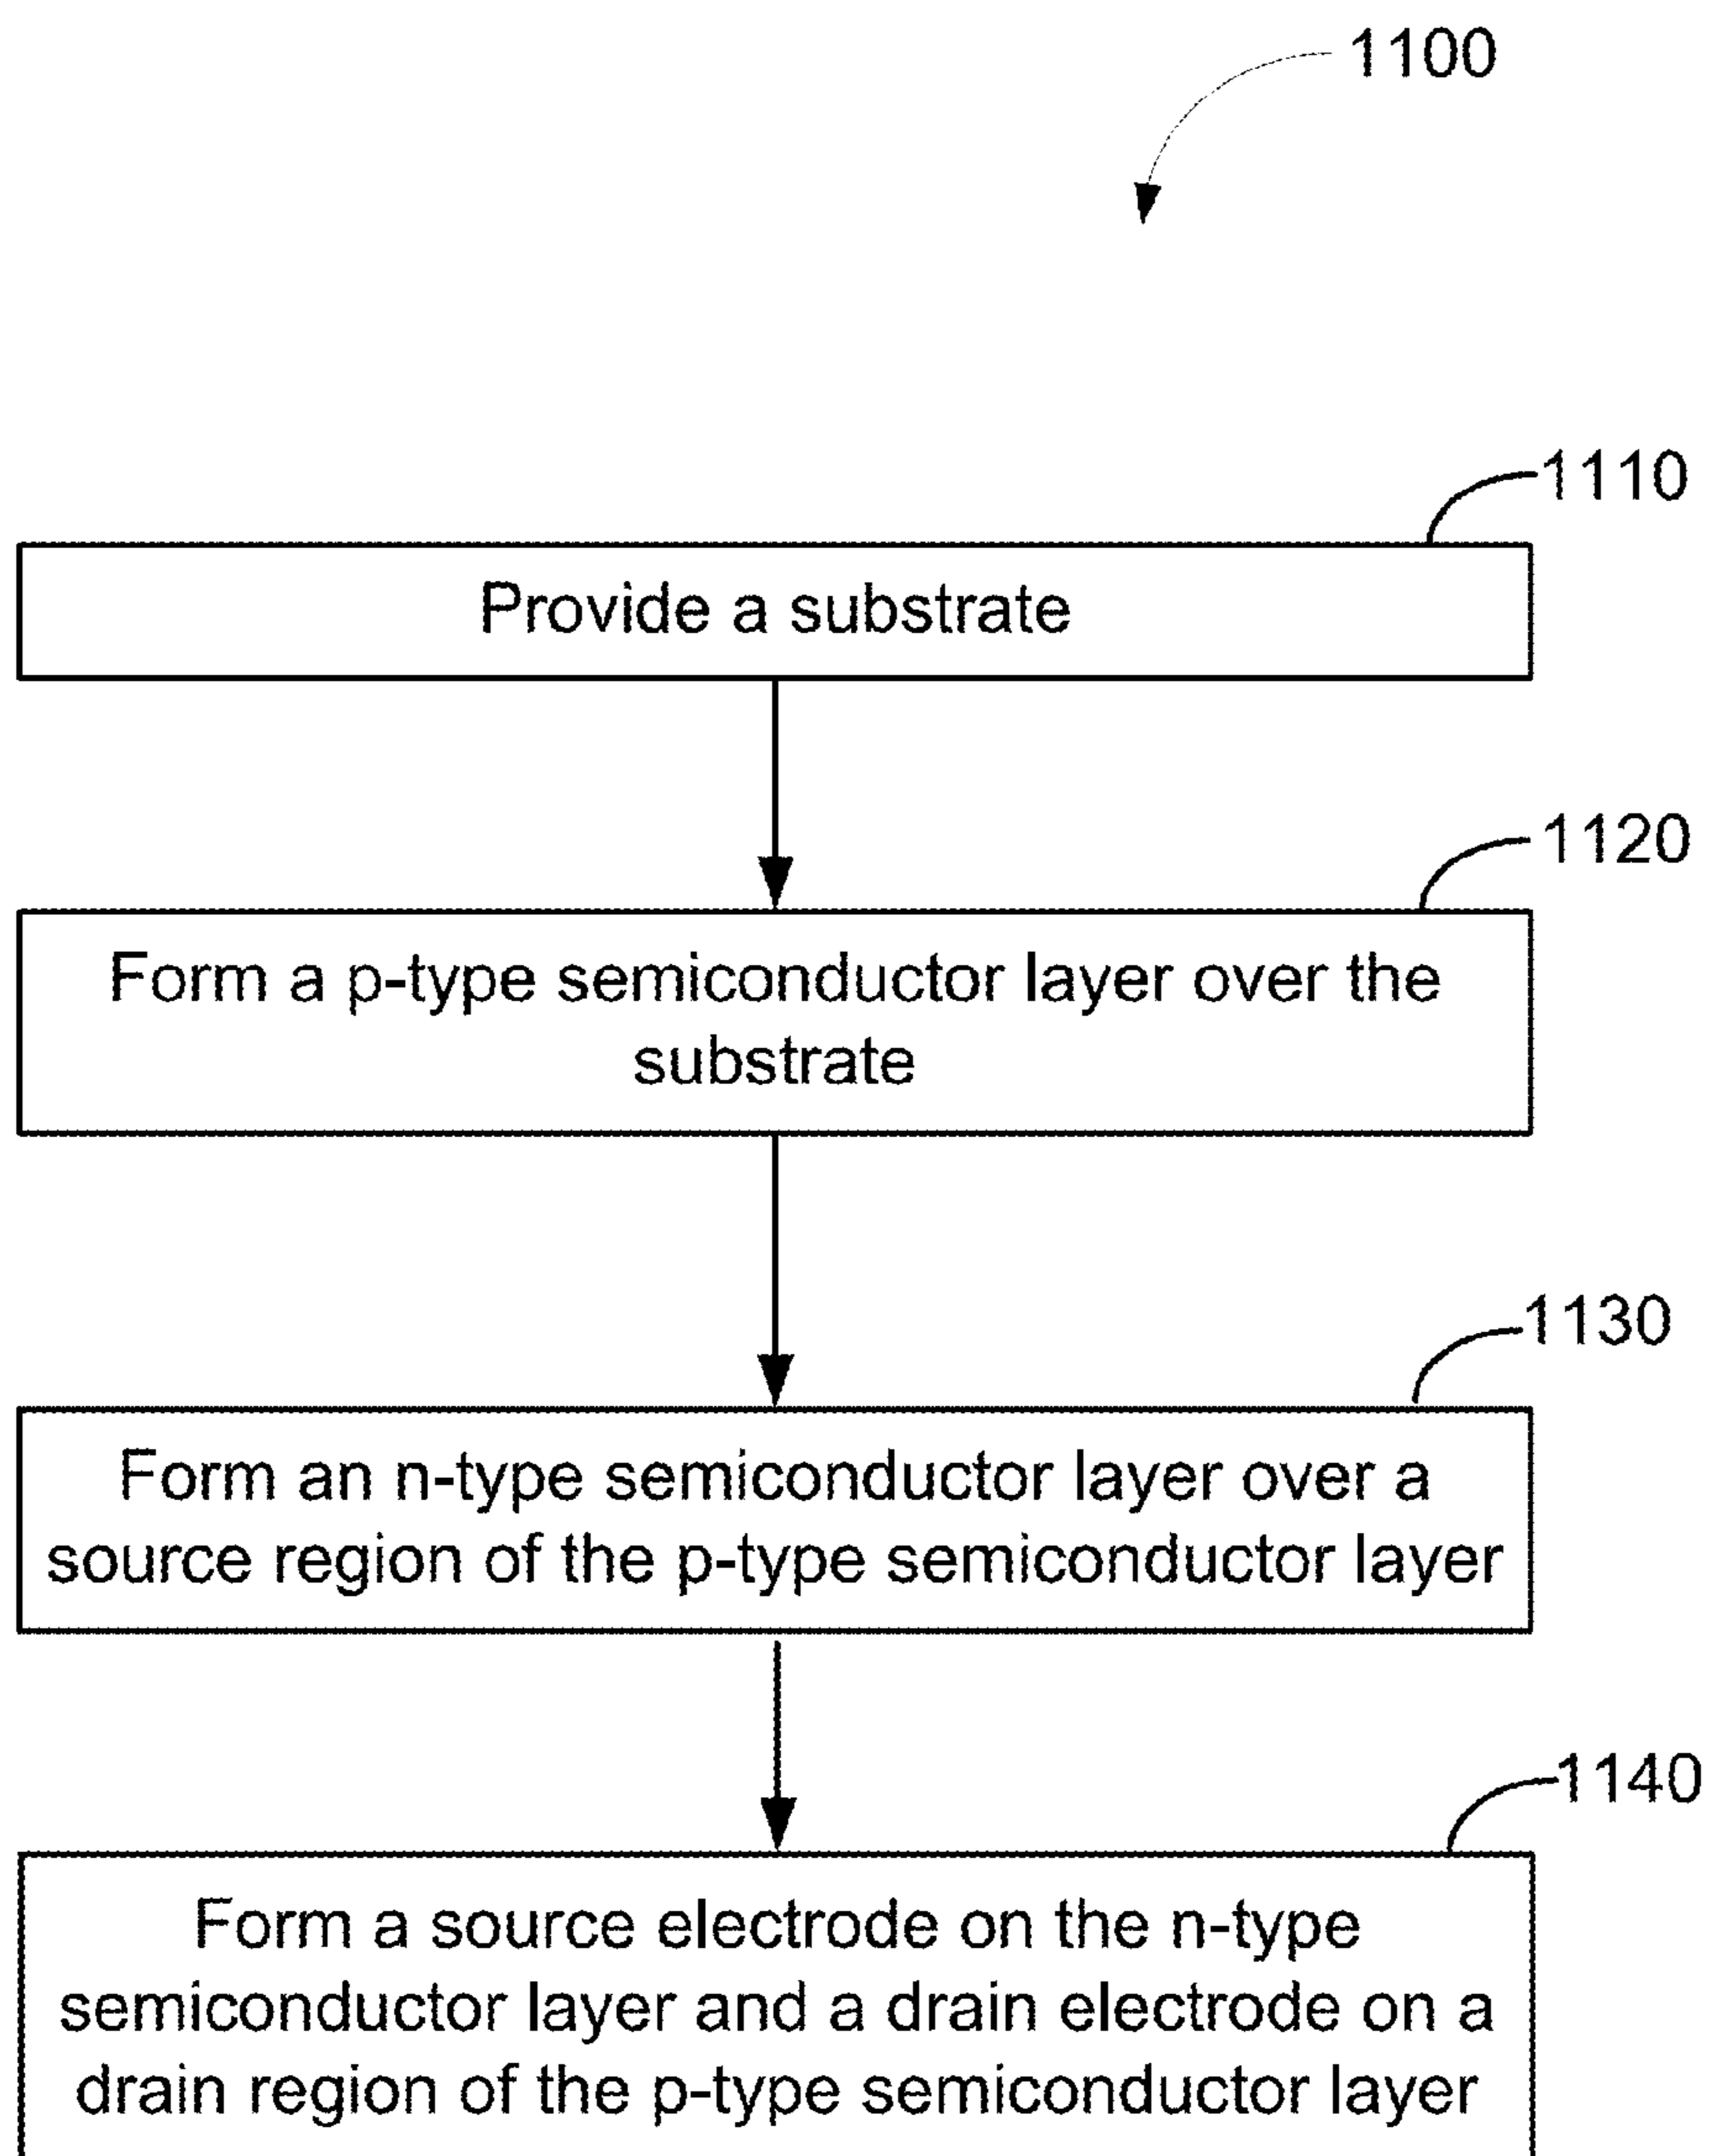 1100
1110
Provide a substrate
1120
Form a p-type semiconductor layer over the
substrate
1130
Form an n-type semiconductor layer over a
source region of the p-type semiconductor layer
1140
Form a source electrode on the n-type
semiconductor layer and a drain electrode on a
drain region of the p-type semiconductor layer